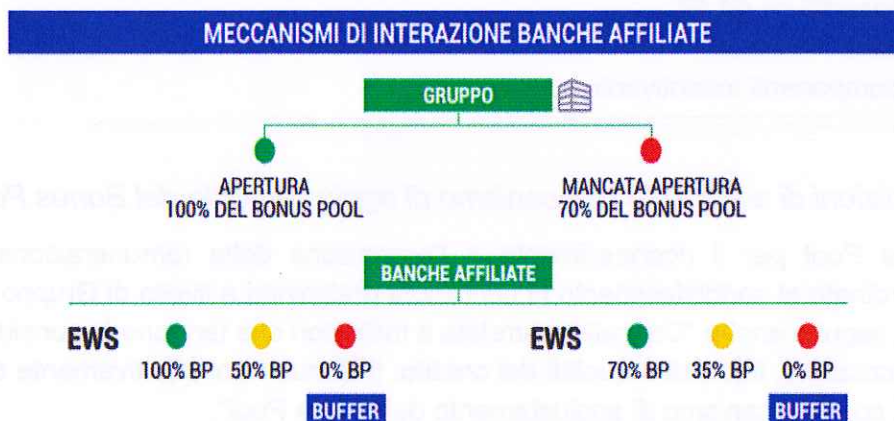 MECCANISMI DI INTERAZIONE BANCHE AFFILIATE
GRUPPO
APERTURA
100% DEL BONUS POOL
MANCATA APERTURA
70% DEL BONUS POOL
BANCHE AFFILIATE
EWS
100% BP 50% BP 0% BP
BUFFER
EWS
70% BP 35% BP 0% BP
BUFFER